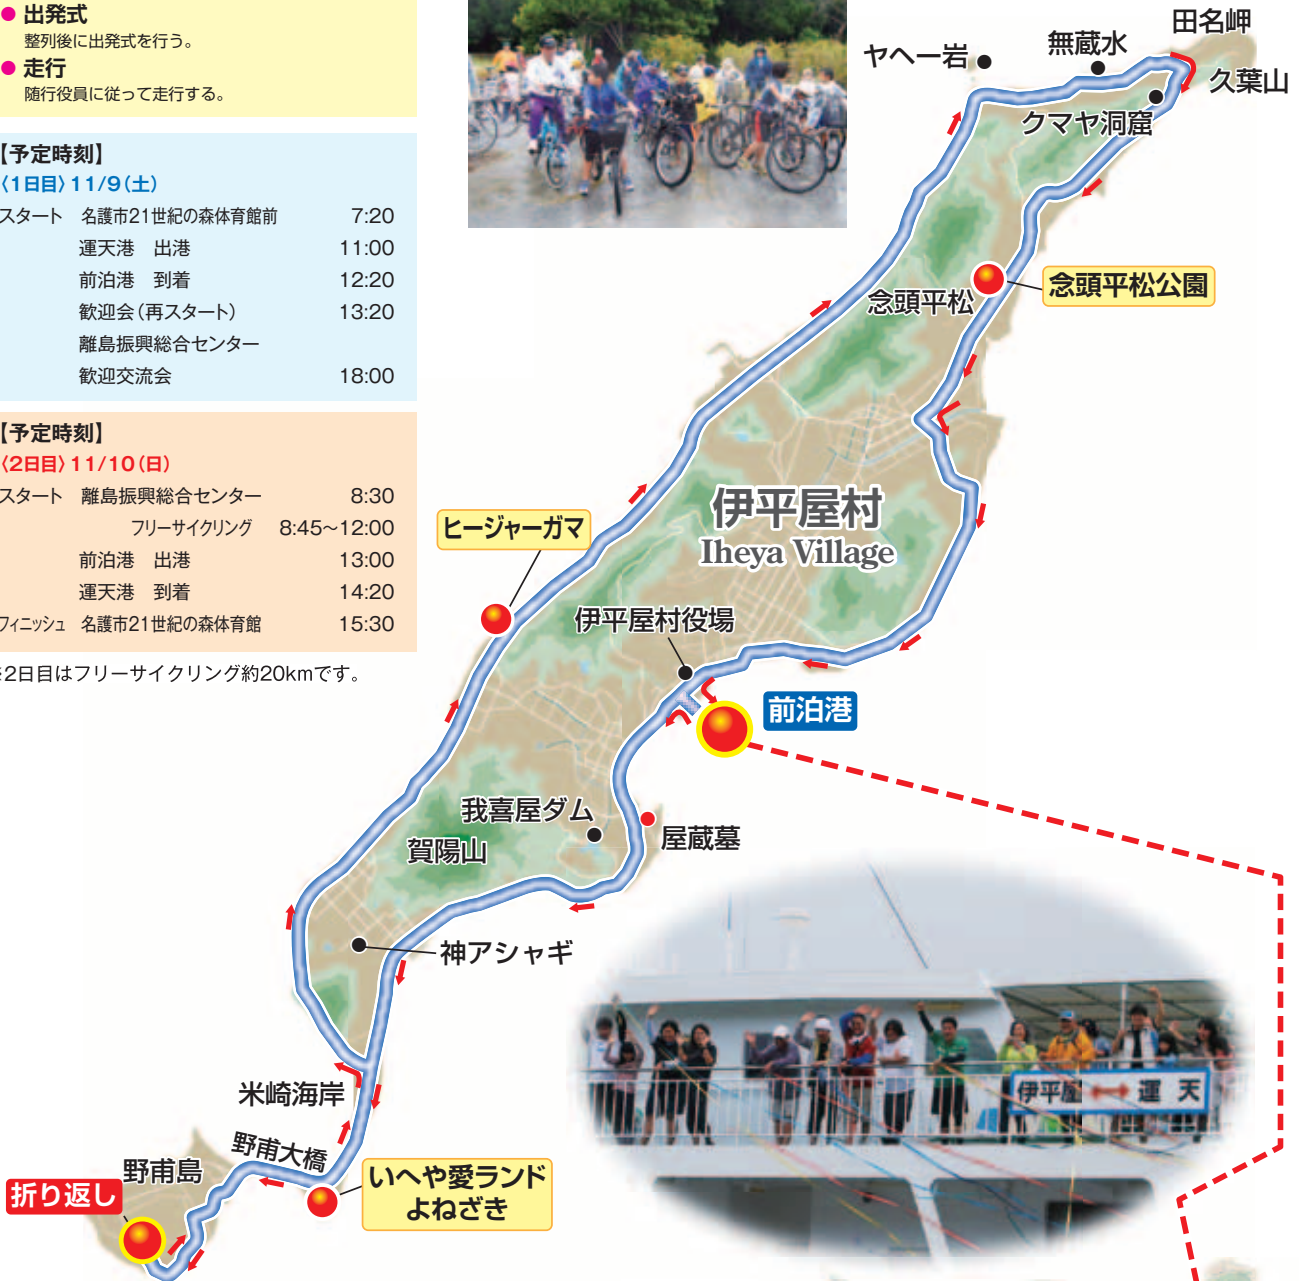 ● 出発式
整列後に出発式を行う。
● 走行
随行役員に従って走行する。
【予定時刻】
〈1日目〉11/9(土)
スタート 名護市21世紀の森体育館前 7:20
運天港 出港 11:00
前泊港 到着 12:20
歓迎会(再スタート) 13:20
離島振興総合センター
歓迎交流会 18:00
【予定時刻】
〈2日目〉11/10(日)
スタート 離島振興総合センター 8:30
フリーサイクリング 8:45～12:00
前泊港 出港 13:00
運天港 到着 14:20
フィニッシュ 名護市21世紀の森体育館 15:30
※2日目はフリーサイクリング約20kmです。
田名岬
無蔵水
ヤヘー岩
久葉山
クマヤ洞窟
念頭平松公園
念頭平松
伊平屋村
Iheya Village
ヒージャーガマ
伊平屋村役場
前泊港
我喜屋ダム
屋蔵墓
賀陽山
神アシャギ
伊平屋 ↔ 運天
米崎海岸
野甫大橋
野甫島
いへや愛ランド
よねざき
折り返し